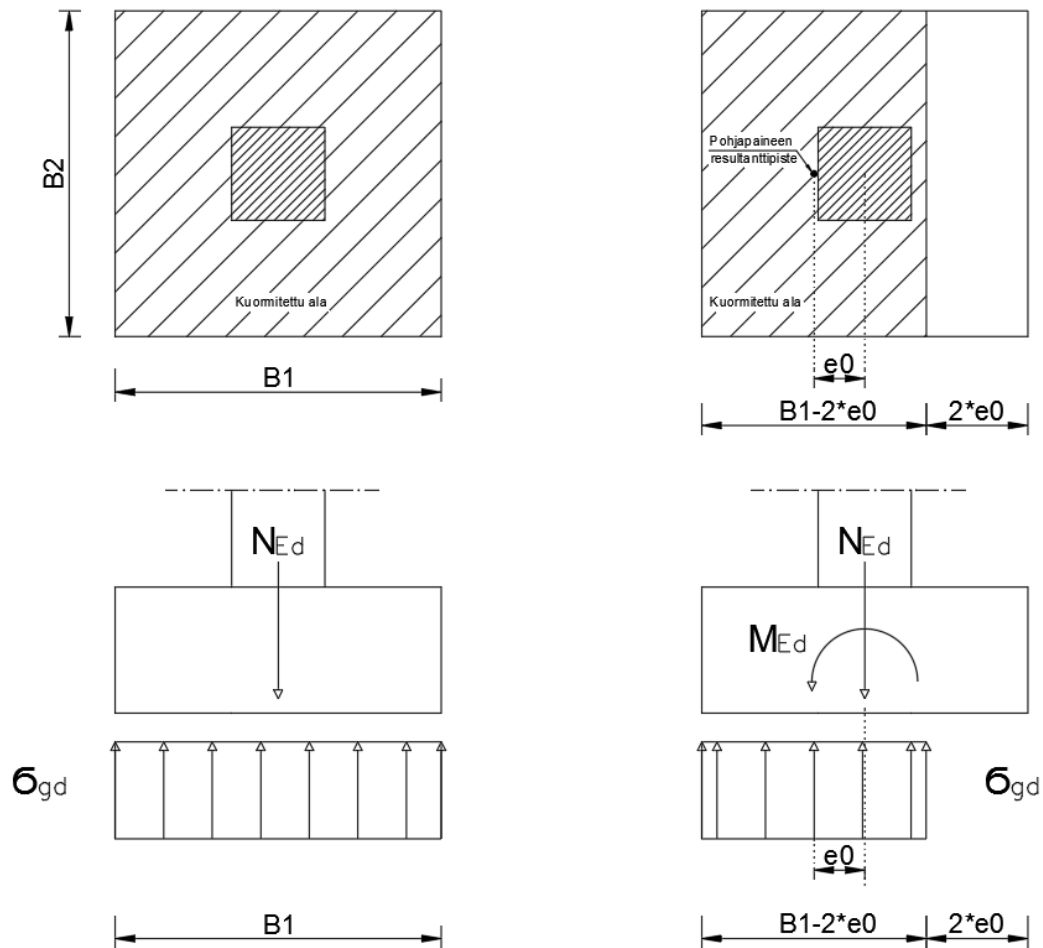 B2
Kuormitettu ala
B1
Pohjapaineen
resultanttipiste
Kuormitettu ala
e0
B1-2*e0
2*e0
NEd
σgd
B1
NEd
MEd
σgd
e0
B1-2*e0
2*e0